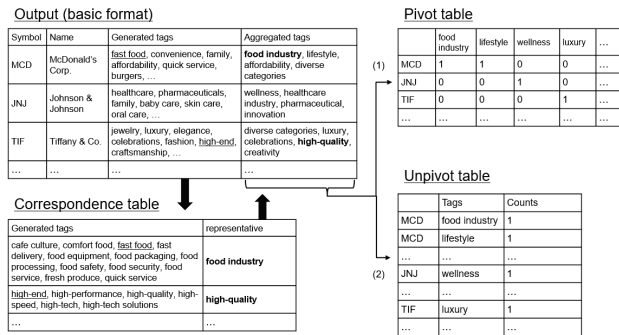 Output (basic format)
Symbol Name Generated tags Aggregated tags
MCD McDonald's Corp. fast food, convenience, family, affordability, quick service, burgers, … food industry, lifestyle, affordability, diverse categories
JNJ Johnson & Johnson healthcare, pharmaceuticals, family, baby care, skin care, oral care, … wellness, healthcare industry, pharmaceutical, innovation
TIF Tiffany & Co. jewelry, luxury, elegance, celebrations, fashion, high-end, craftsmanship, … diverse categories, luxury, celebrations, high-quality, creativity
… … … …
Correspondence table
Generated tags representative
cafe culture, comfort food, fast food, fast delivery, food equipment, food packaging, food processing, food safety, food security, food service, fresh produce, quick service food industry
high-end, high-performance, high-quality, high-speed, high-tech, high-tech solutions high-quality
… …
(1)
Pivot table
food industry lifestyle wellness luxury …
MCD 1 1 0 0 …
JNJ 0 0 1 0 …
TIF 0 0 0 1 …
… … … … … …
(2)
Unpivot table
Tags Counts
MCD food industry 1
MCD lifestyle 1
… … …
JNJ wellness 1
… … …
TIF luxury 1
… … …